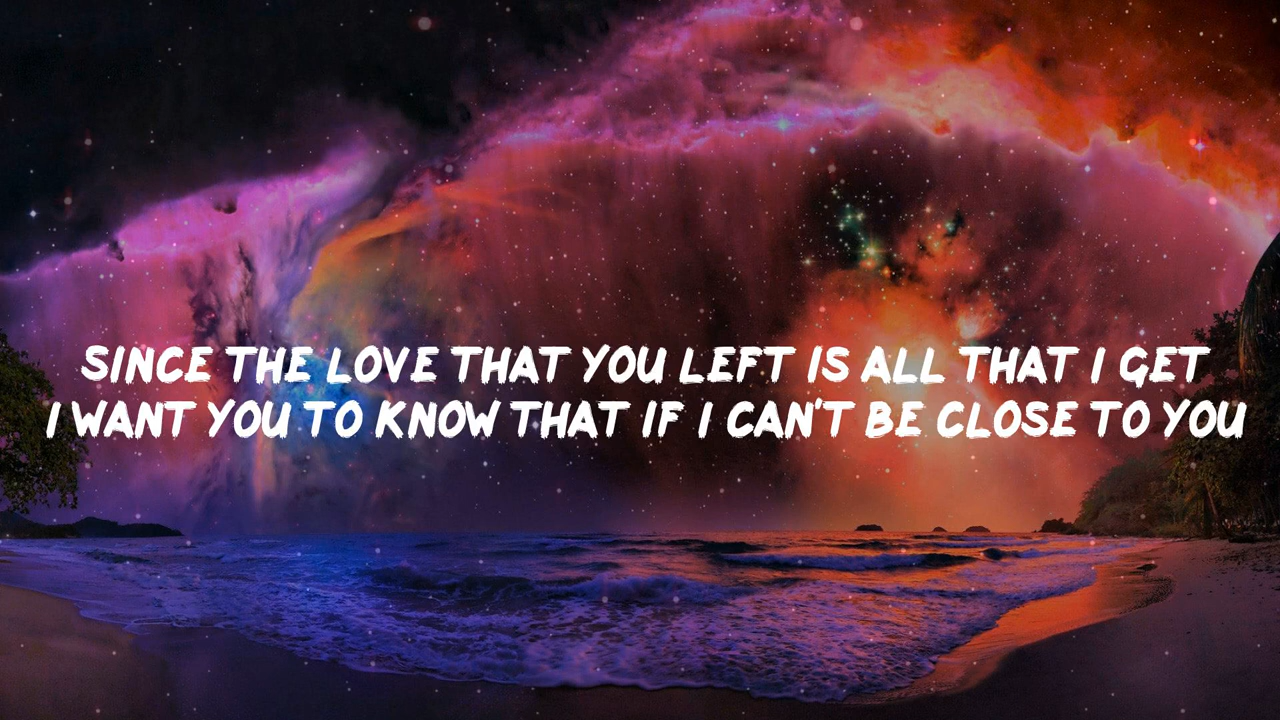 SINCE THE LOVE THAT YOU LEFT IS ALL THAT I GET
I WANT YOU TO KNOW THAT IF I CAN'T BE CLOSE TO YOU